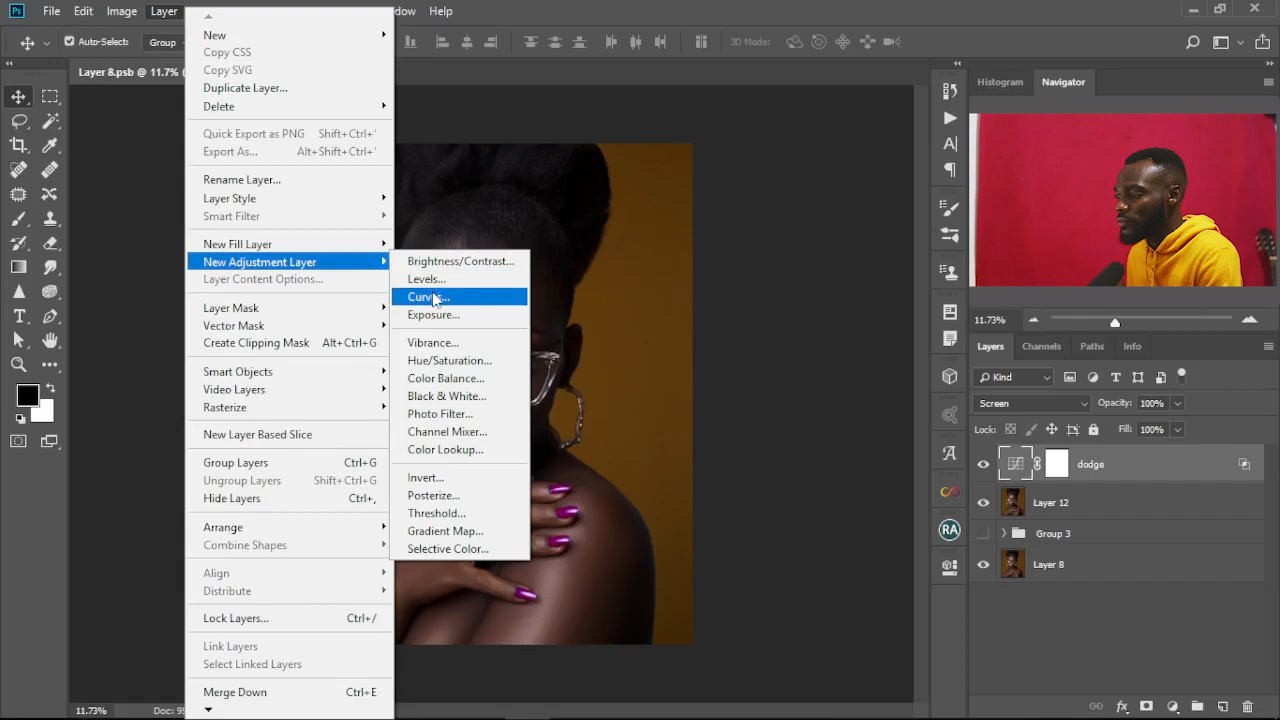 Ps File Edit Image Layer dow Help
Auto-Select: Group 3D Mode:
Layer 8.psb @ 11.7% (
New
Copy CSS
Copy SVG
Duplicate Layer...
Delete
Quick Export as PNG Shift+Ctrl+'
Export As... Alt+Shift+Ctrl+'
Rename Layer...
Layer Style
Smart Filter
New Fill Layer
New Adjustment Layer
Layer Content Options...
Layer Mask
Vector Mask
Create Clipping Mask Alt+Ctrl+G
Smart Objects
Video Layers
Rasterize
New Layer Based Slice
Group Layers Ctrl+G
Ungroup Layers Shift+Ctrl+G
Hide Layers Ctrl+,
Arrange
Combine Shapes
Align
Distribute
Lock Layers... Ctrl+/
Link Layers
Select Linked Layers
Merge Down Ctrl+E
Brightness/Contrast...
Levels...
Curves...
Exposure...
Vibrance...
Hue/Saturation...
Color Balance...
Black & White...
Photo Filter...
Channel Mixer...
Color Lookup...
Invert...
Posterize...
Threshold...
Gradient Map...
Selective Color...
Histogram Navigator
11.73%
Layers Channels Paths Info
Kind
Screen Opacity: 100%
Lock: Fill: 100%
dodge
Layer 12
Group 3
Layer 8
RA
fx
11.73% Doc: 95